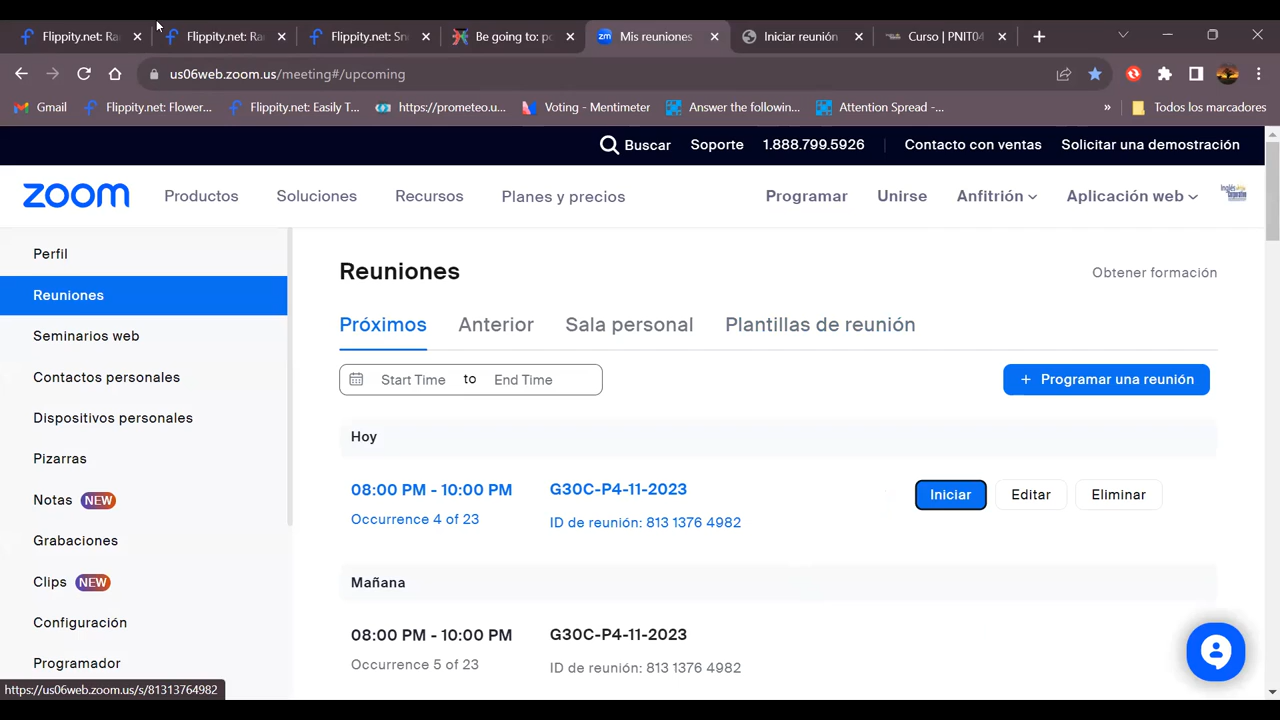 Flippity.net: Ra
Flippity.net: Ra
Flippity.net: Sn
Be going to: p
Mis reuniones
Iniciar reunión
Curso | PNIT04
us06web.zoom.us/meeting#/upcoming
Gmail
Flippity.net: Flower...
Flippity.net: Easily T...
https://prometeo.u...
Voting - Mentimeter
Answer the followin...
Attention Spread -...
»
Todos los marcadores
Buscar
Soporte
1.888.799.5926
Contacto con ventas
Solicitar una demostración
zoom
Productos
Soluciones
Recursos
Planes y precios
Programar
Unirse
Anfitrión
Aplicación web
Perfil
Reuniones
Seminarios web
Contactos personales
Dispositivos personales
Pizarras
Notas NEW
Grabaciones
Clips NEW
Configuración
Programador
Reuniones
Obtener formación
Próximos
Anterior
Sala personal
Plantillas de reunión
Start Time to End Time
+ Programar una reunión
Hoy
08:00 PM - 10:00 PM
G30C-P4-11-2023
Occurrence 4 of 23
ID de reunión: 813 1376 4982
Iniciar
Editar
Eliminar
Mañana
08:00 PM - 10:00 PM
G30C-P4-11-2023
Occurrence 5 of 23
ID de reunión: 813 1376 4982
https://us06web.zoom.us/s/81313764982